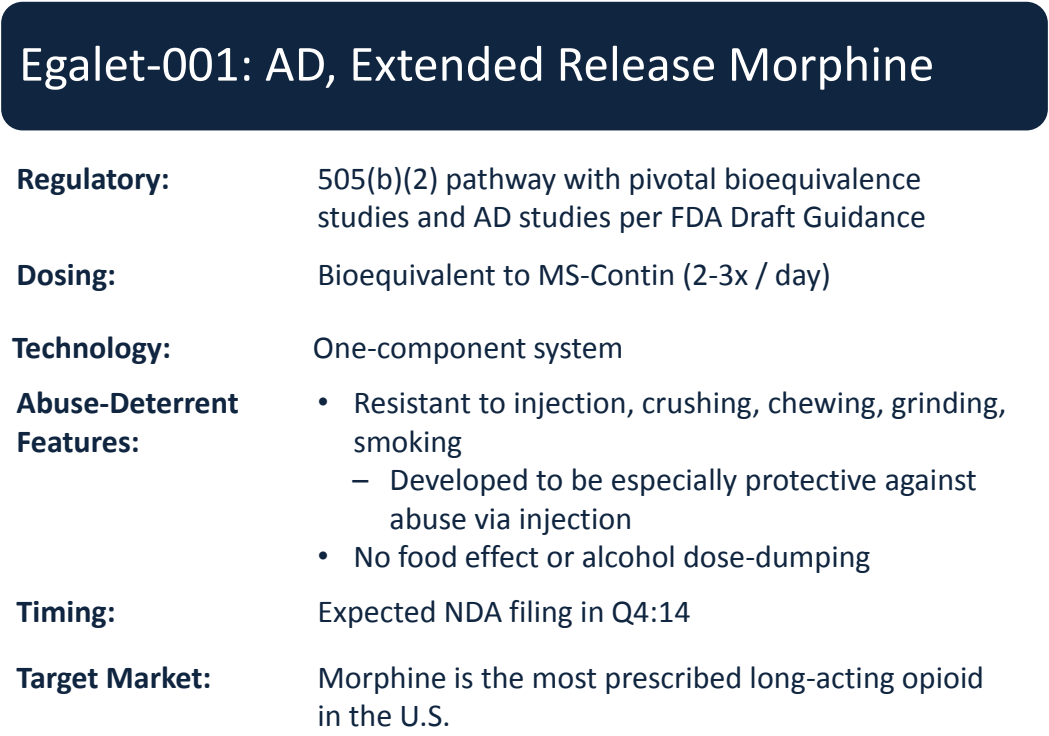 Egalet-001: AD, Extended Release Morphine
Regulatory: 505(b)(2) pathway with pivotal bioequivalence
studies and AD studies per FDA Draft Guidance
Dosing: Bioequivalent to MS-Contin (2-3x / day)
Technology: One-component system
Abuse-Deterrent • Resistant to injection, crushing, chewing, grinding,
Features: smoking
– Developed to be especially protective against
abuse via injection
• No food effect or alcohol dose-dumping
Timing: Expected NDA filing in Q4:14
Target Market: Morphine is the most prescribed long-acting opioid
in the U.S.